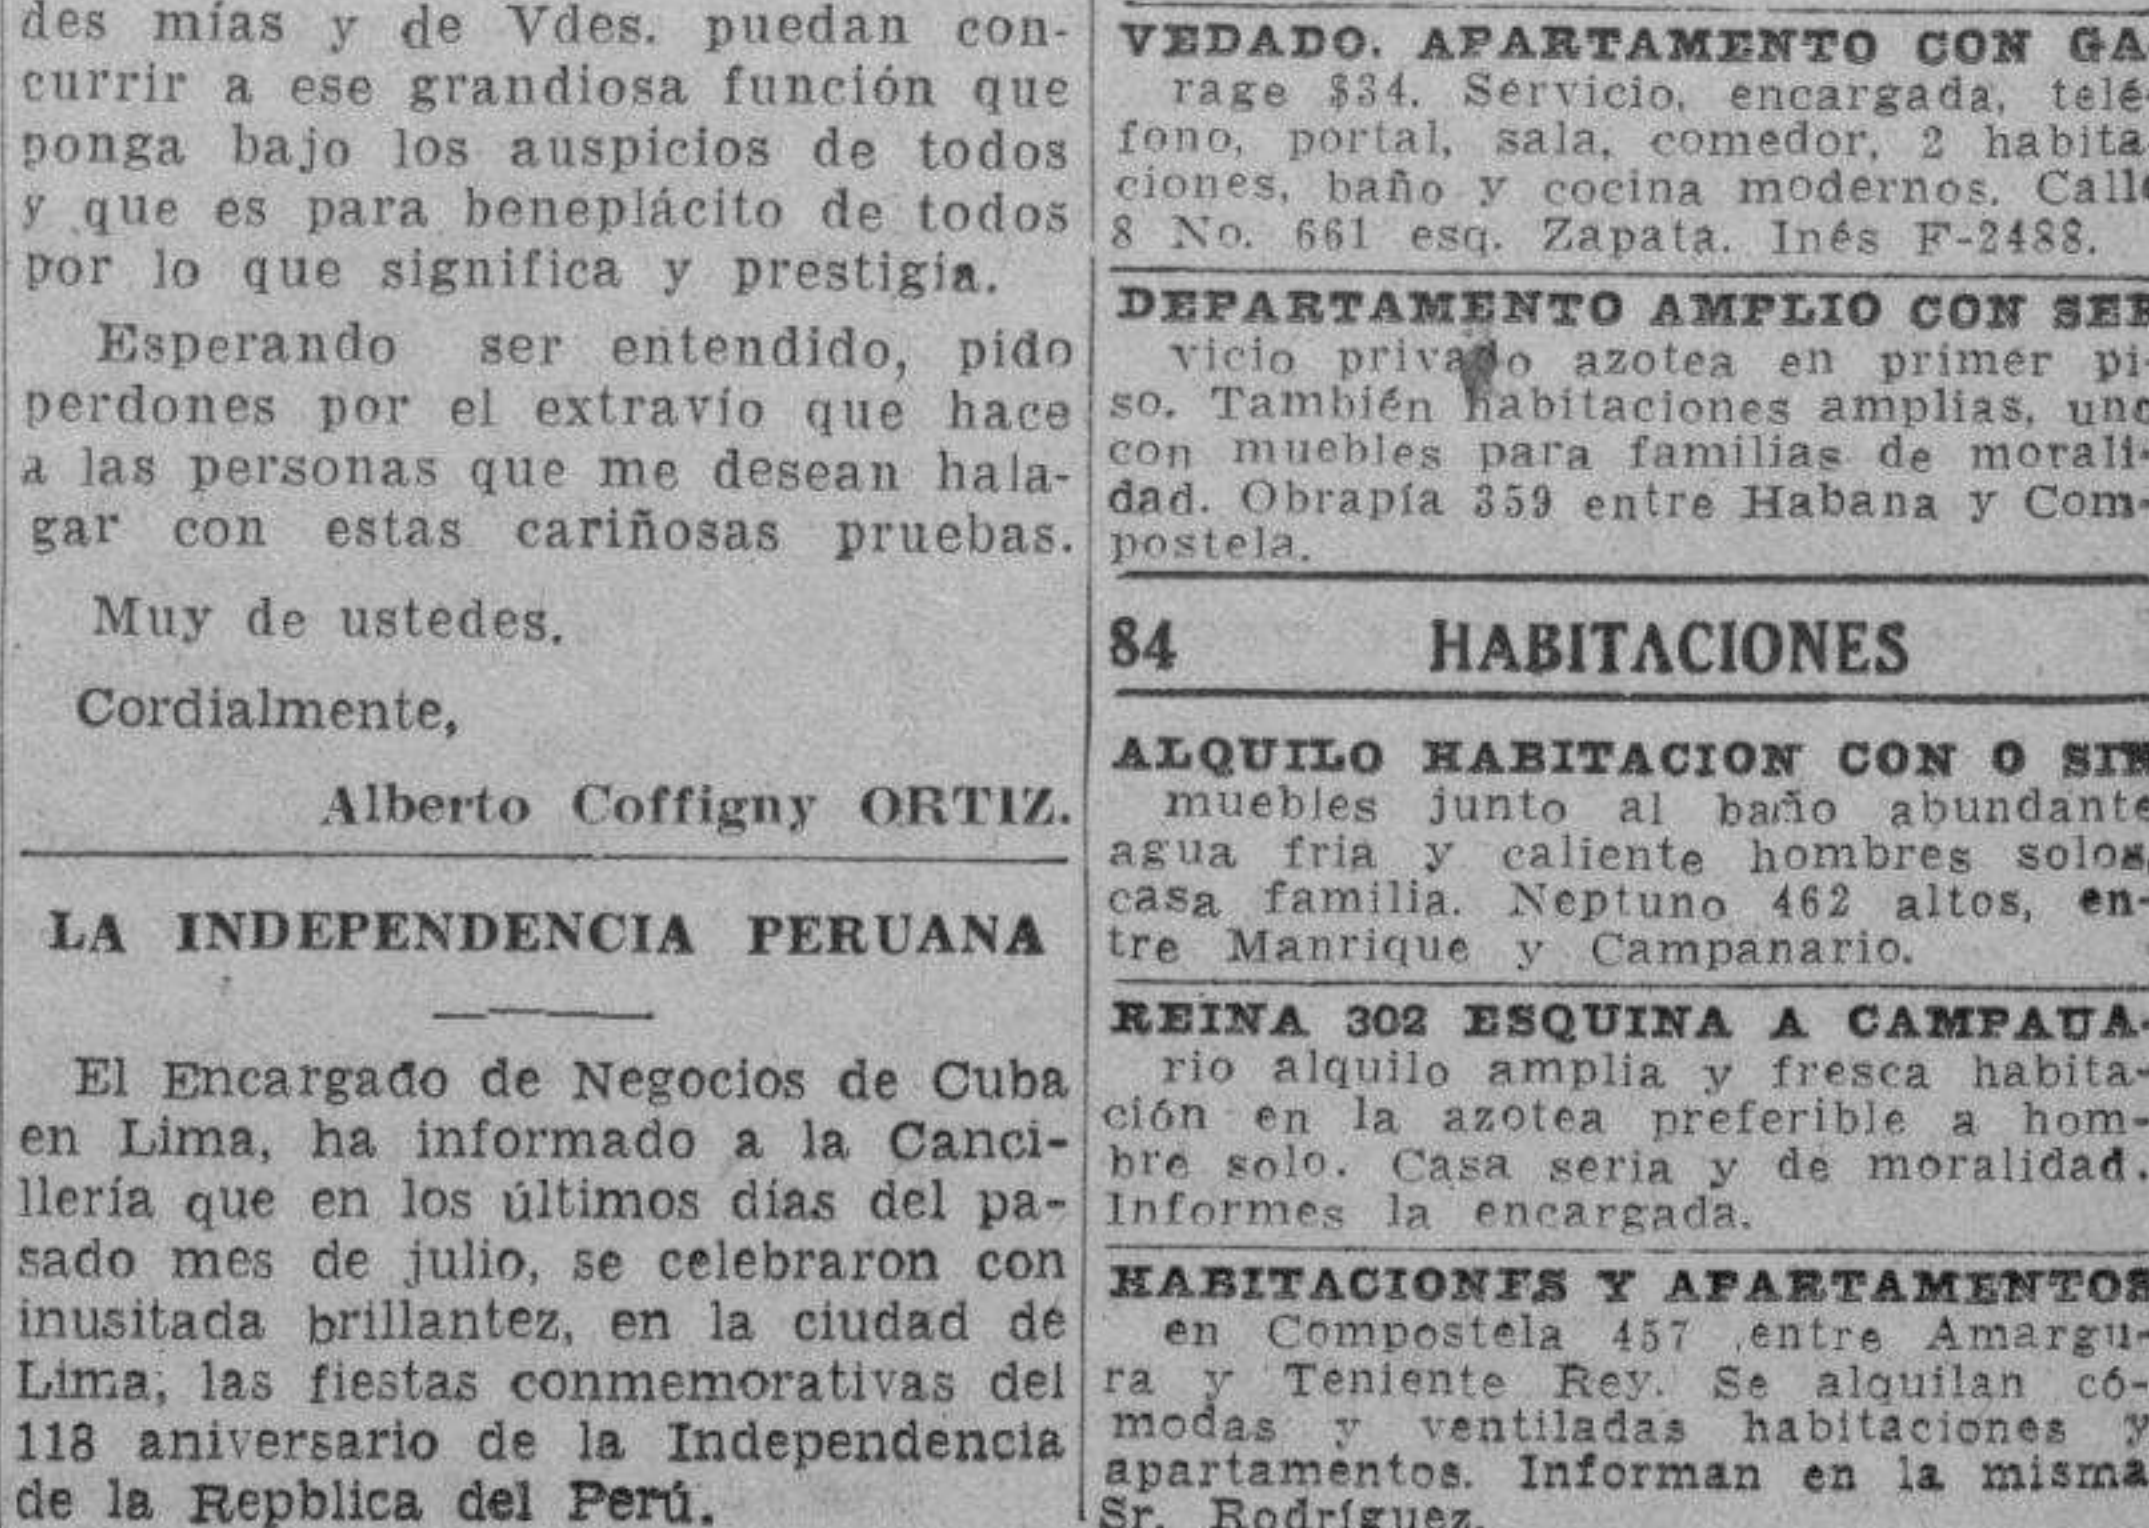 des mías y de Vdes. puedan con-
currir a ese grandiosa función que
ponga bajo los auspicios de todos
y que es para beneplácito de todos
por lo que significa y prestigia.
Esperando ser entendido, pido
perdones por el extravío que hace
a las personas que me desean hala-
gar con estas cariñosas pruebas.
Muy de ustedes.
Cordialmente,
Alberto Coffigny ORTIZ.
LA INDEPENDENCIA PERUANA
El Encargado de Negocios de Cuba
en Lima, ha informado a la Canci-
llería que en los últimos días del pa-
sado mes de julio, se celebraron con
inusitada brillantez, en la ciudad de
Lima, las fiestas conmemorativas del
118 aniversario de la Independencia
de la Repblica del Perú.
VEDADO. APARTAMENTO CON GA
rage $34. Servicio, encargada, telé
fono, portal, sala, comedor, 2 habita
ciones, baño y cocina modernos. Calle
8 No. 661 esq. Zapata. Inés F-2488.
DEPARTAMENTO AMPLIO CON SER
vicio privado azotea en primer pi-
so. También habitaciones amplias, uno
con muebles para familias de morali-
dad. Obrapía 359 entre Habana y Com-
postela.
84 HABITACIONES
ALQUILO HABITACION CON O SIN
muebles junto al baño abundante
agua fria y caliente hombres solos
casa familia. Neptuno 462 altos, en-
tre Manrique y Campanario.
REINA 302 ESQUINA A CAMPAUA-
rio alquilo amplia y fresca habita-
ción en la azotea preferible a hom-
bre solo. Casa seria y de moralidad.
Informes la encargada.
HABITACIONES Y APARTAMENTOS
en Compostela 457 entre Amargu-
ra y Teniente Rey. Se alquilan có-
modas y ventiladas habitaciones y
apartamentos. Informan en la misma
Sr. Rodríguez.